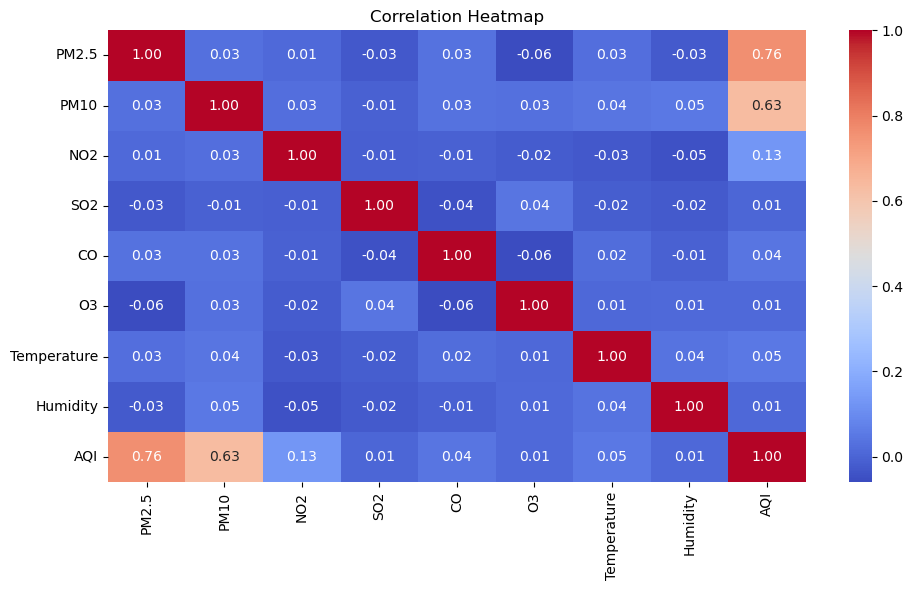 Correlation Heatmap
PM2.5 1.00 0.03 0.01 -0.03 0.03 -0.06 0.03 -0.03 0.76
PM10 0.03 1.00 0.03 -0.01 0.03 0.03 0.04 0.05 0.63
NO2 0.01 0.03 1.00 -0.01 -0.01 -0.02 -0.03 -0.05 0.13
SO2 -0.03 -0.01 -0.01 1.00 -0.04 0.04 -0.02 -0.02 0.01
CO 0.03 0.03 -0.01 -0.04 1.00 -0.06 0.02 -0.01 0.04
O3 -0.06 0.03 -0.02 0.04 -0.06 1.00 0.01 0.01 0.01
Temperature 0.03 0.04 -0.03 -0.02 0.02 0.01 1.00 0.04 0.05
Humidity -0.03 0.05 -0.05 -0.02 -0.01 0.01 0.04 1.00 0.01
AQI 0.76 0.63 0.13 0.01 0.04 0.01 0.05 0.01 1.00
PM2.5 PM10 NO2 SO2 CO O3 Temperature Humidity AQI
1.0
0.8
0.6
0.4
0.2
0.0